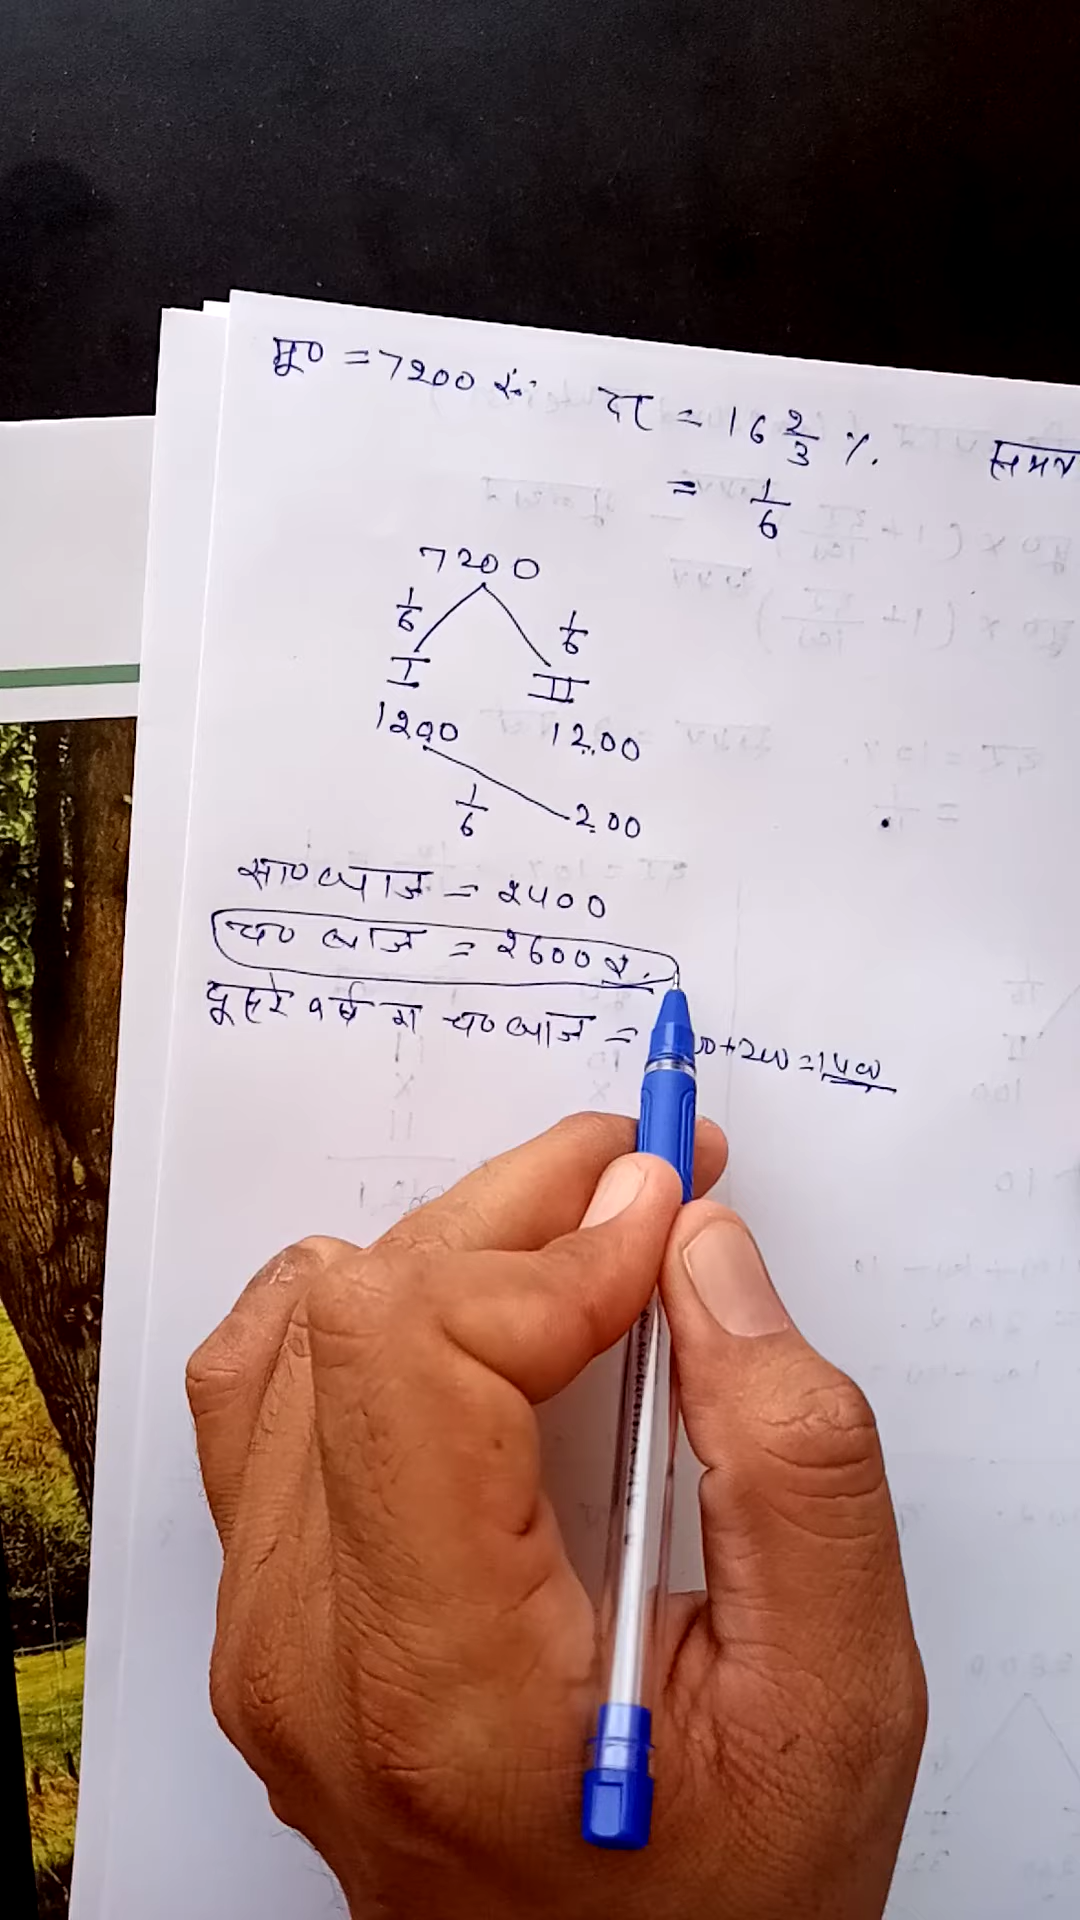 मू० = 7200 रू० दर = 16 2/3 %. समय
= 1/6
7200
1/6 1/6
I II
1200 1200
1/6 200
सा० ब्याज = 2400
च० ब्याज = 2600 रू.
दूसरे वर्ष का च० ब्याज = 00+200 = 1400